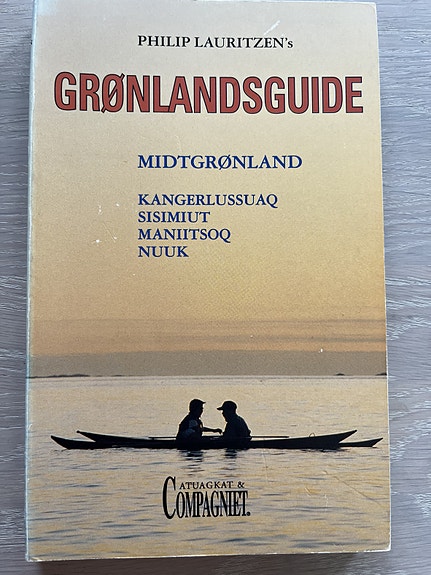 PHILIP LAURITZEN's
GRØNLANDSGUIDE
MIDTGRØNLAND
KANGERLUSSUAQ
SISIMIUT
MANIITSOQ
NUUK
ATUAGKAT &
COMPAGNIET.